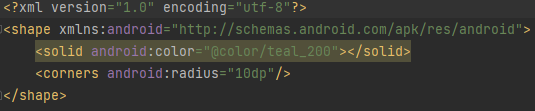 <?xml version="1.0" encoding="utf-8"?>
<shape xmlns:android="http://schemas.android.com/apk/res/android">
    <solid android:color="@color/teal_200"></solid>
    <corners android:radius="10dp"/>
</shape>